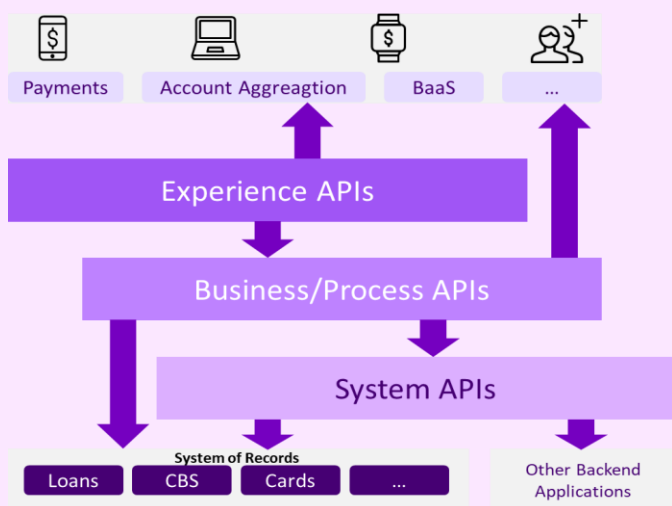 $
$
Payments
Account Aggreagtion
BaaS
...
Experience APIs
Business/Process APIs
System APIs
System of Records
Loans
CBS
Cards
...
Other Backend
Applications